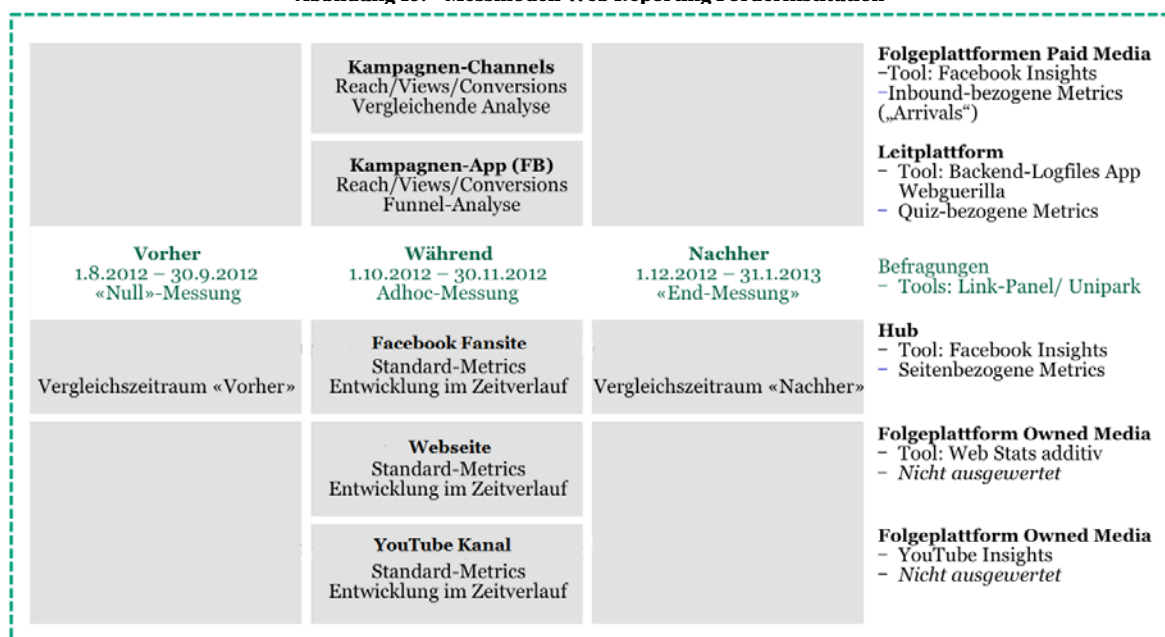 Kampagnen-Channels
Reach/Views/Conversions
Vergleichende Analyse
Folgeplattformen Paid Media
–Tool: Facebook Insights
–Inbound-bezogene Metrics
(„Arrivals“)
Kampagnen-App (FB)
Reach/Views/Conversions
Funnel-Analyse
Leitplattform
– Tool: Backend-Logfiles App
Webguerilla
– Quiz-bezogene Metrics
Vorher
1.8.2012 – 30.9.2012
«Null»-Messung
Während
1.10.2012 – 30.11.2012
Adhoc-Messung
Nachher
1.12.2012 – 31.1.2013
«End-Messung»
Befragungen
– Tools: Link-Panel/ Unipark
Vergleichszeitraum «Vorher»
Facebook Fansite
Standard-Metrics
Entwicklung im Zeitverlauf
Vergleichszeitraum «Nachher»
Hub
– Tool: Facebook Insights
– Seitenbezogene Metrics
Webseite
Standard-Metrics
Entwicklung im Zeitverlauf
Folgeplattform Owned Media
– Tool: Web Stats additiv
– Nicht ausgewertet
YouTube Kanal
Standard-Metrics
Entwicklung im Zeitverlauf
Folgeplattform Owned Media
– YouTube Insights
– Nicht ausgewertet